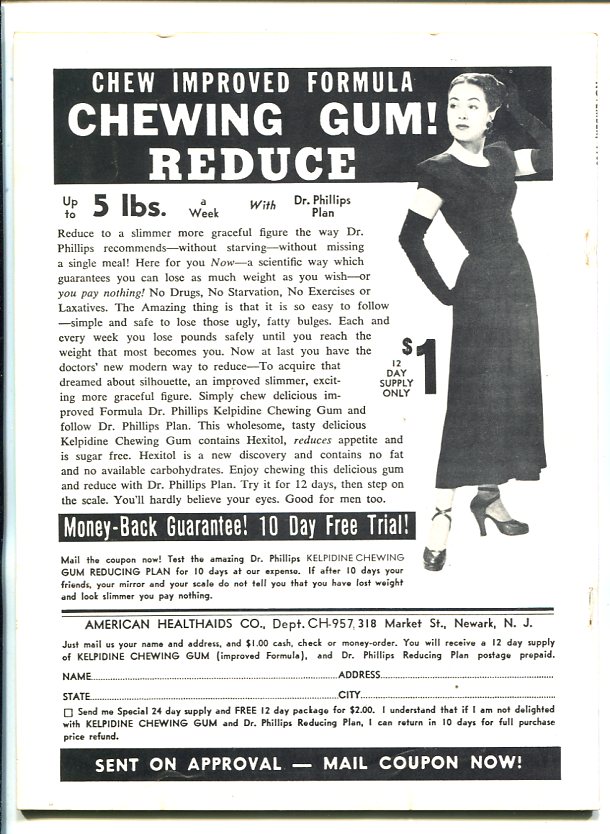 CHEW IMPROVED FORMULA
CHEWING GUM!
REDUCE
Up to 5 lbs. a Week With Dr. Phillips Plan
Reduce to a slimmer more graceful figure the way Dr.
Phillips recommends—without starving—without missing
a single meal! Here for you Now—a scientific way which
guarantees you can lose as much weight as you wish—or
you pay nothing! No Drugs, No Starvation, No Exercises or
Laxatives. The Amazing thing is that it is so easy to follow
—simple and safe to lose those ugly, fatty bulges. Each and
every week you lose pounds safely until you reach the
weight that most becomes you. Now at last you have the
doctors' new modern way to reduce—To acquire that
dreamed about silhouette, an improved slimmer, excit-
ing more graceful figure. Simply chew delicious im-
proved Formula Dr. Phillips Kelpidine Chewing Gum and
follow Dr. Phillips Plan. This wholesome, tasty delicious
Kelpidine Chewing Gum contains Hexitol, reduces appetite and
is sugar free. Hexitol is a new discovery and contains no fat
and no available carbohydrates. Enjoy chewing this delicious gum
and reduce with Dr. Phillips Plan. Try it for 12 days, then step on
the scale. You'll hardly believe your eyes. Good for men too.
$1
12
DAY
SUPPLY
ONLY
Money-Back Guarantee! 10 Day Free Trial!
Mail the coupon now! Test the amazing Dr. Phillips KELPIDINE CHEWING
GUM REDUCING PLAN for 10 days at our expense. If after 10 days your
friends, your mirror and your scale do not tell you that you have lost weight
and look slimmer you pay nothing.
AMERICAN HEALTHAIDS CO., Dept. CH-957, 318 Market St., Newark, N. J.
Just mail us your name and address, and $1.00 cash, check or money-order. You will receive a 12 day supply
of KELPIDINE CHEWING GUM (improved Formula), and Dr. Phillips Reducing Plan postage prepaid.
NAME ADDRESS
STATE CITY
Send me Special 24 day supply and FREE 12 day package for $2.00. I understand that if I am not delighted
with KELPIDINE CHEWING GUM and Dr. Phillips Reducing Plan, I can return in 10 days for full purchase
price refund.
SENT ON APPROVAL — MAIL COUPON NOW!